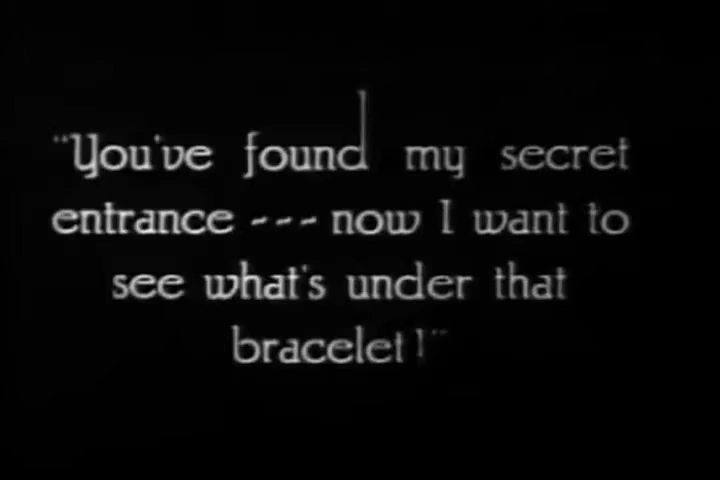 "You've found my secret
entrance --- now I want to
see what's under that
bracelet!"